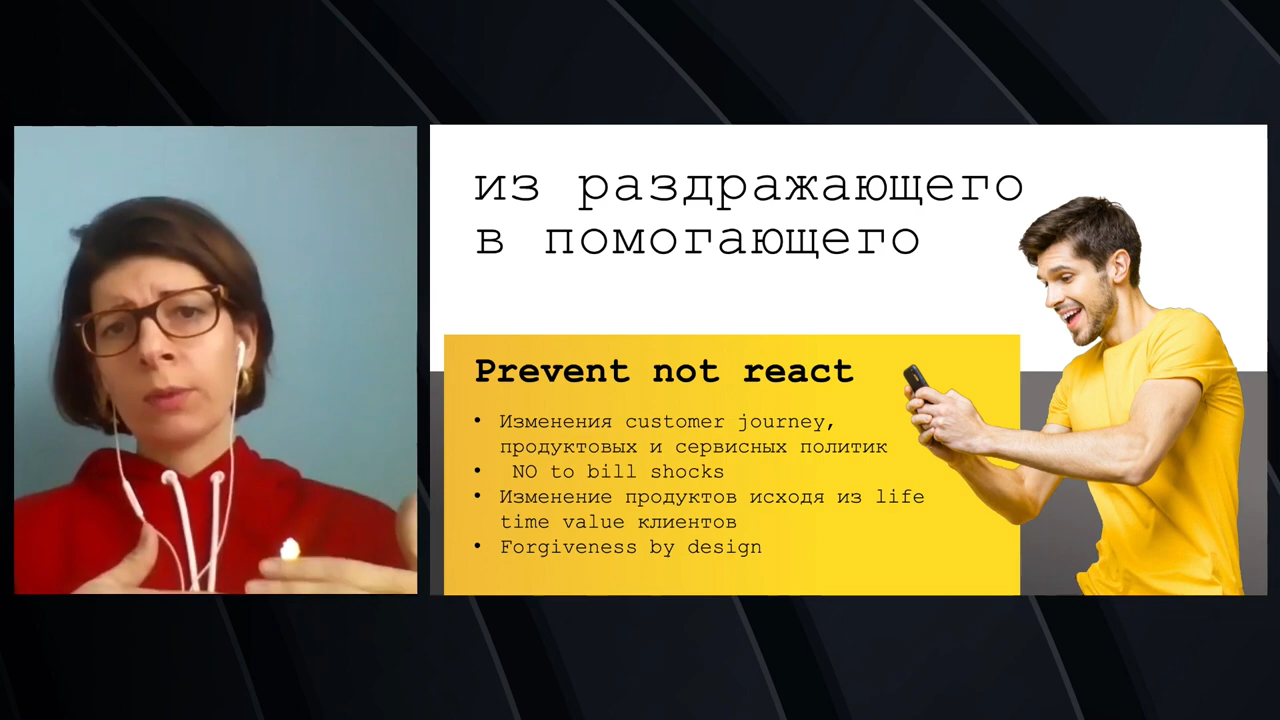 из раздражающего
в помогающего
Prevent not react
• Изменения customer journey,
продуктовых и сервисных политик
• NO to bill shocks
• Изменение продуктов исходя из life
time value клиентов
• Forgiveness by design